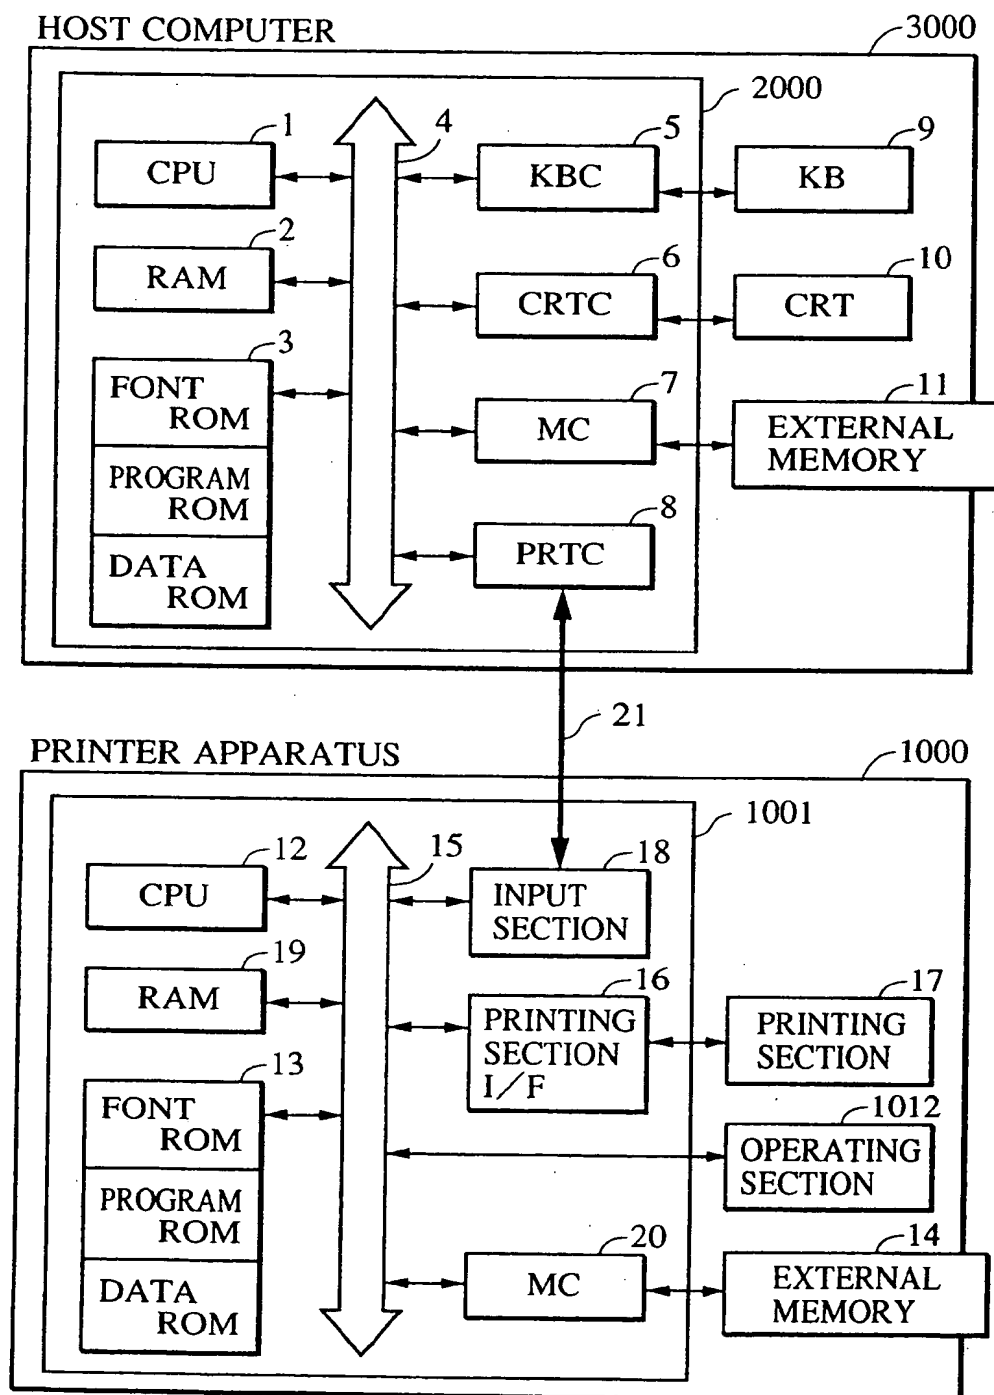 HOST COMPUTER
3000
2000
1
CPU
4
5
KBC
9
KB
2
RAM
6
CRTC
10
CRT
3
FONT
ROM
PROGRAM
ROM
DATA
ROM
7
MC
11
EXTERNAL
MEMORY
8
PRTC
21
PRINTER APPARATUS
1000
1001
12
CPU
15
18
INPUT
SECTION
19
RAM
16
PRINTING
SECTION
I/F
17
PRINTING
SECTION
13
FONT
ROM
PROGRAM
ROM
DATA
ROM
1012
OPERATING
SECTION
20
MC
14
EXTERNAL
MEMORY